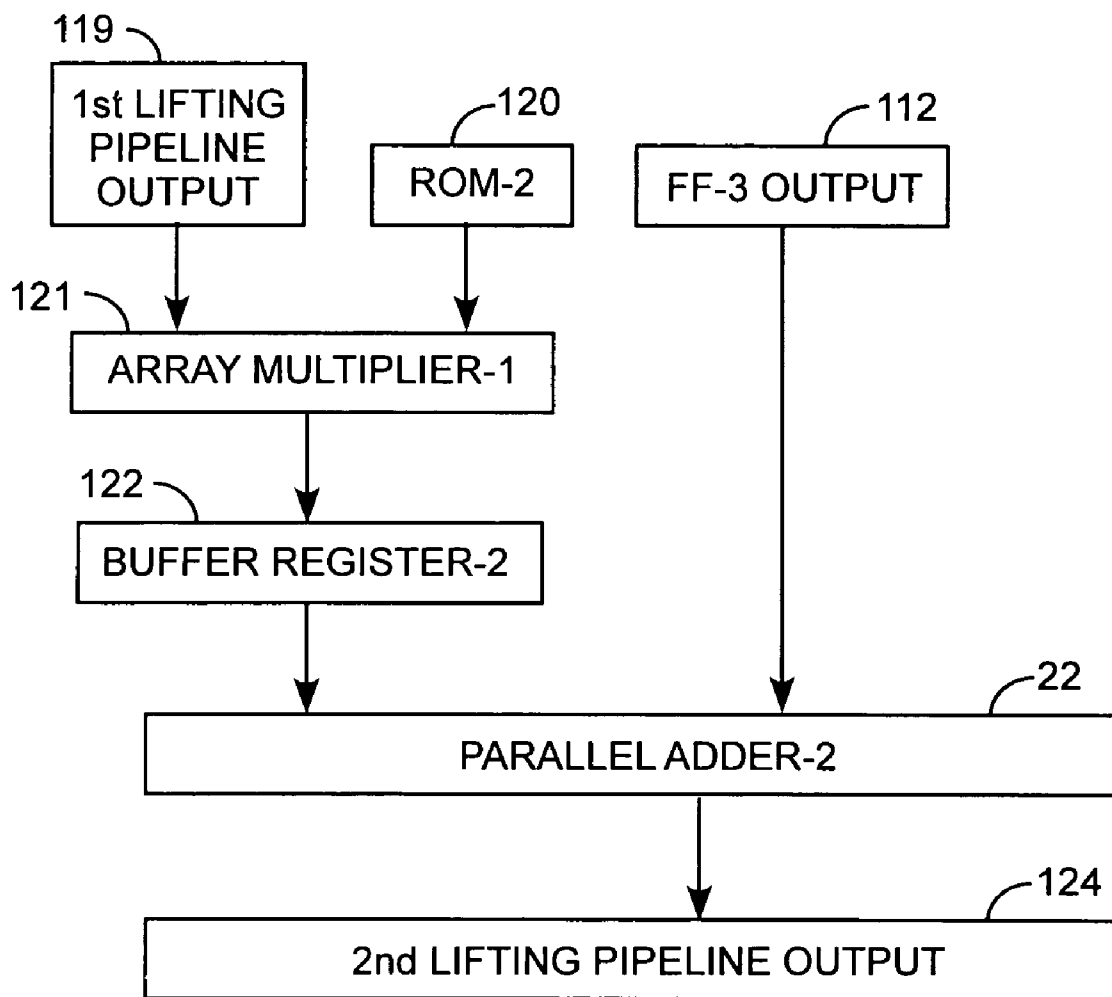 119
1st LIFTING
PIPELINE
OUTPUT
120
ROM-2
112
FF-3 OUTPUT
121
ARRAY MULTIPLIER-1
122
BUFFER REGISTER-2
22
PARALLEL ADDER-2
124
2nd LIFTING PIPELINE OUTPUT